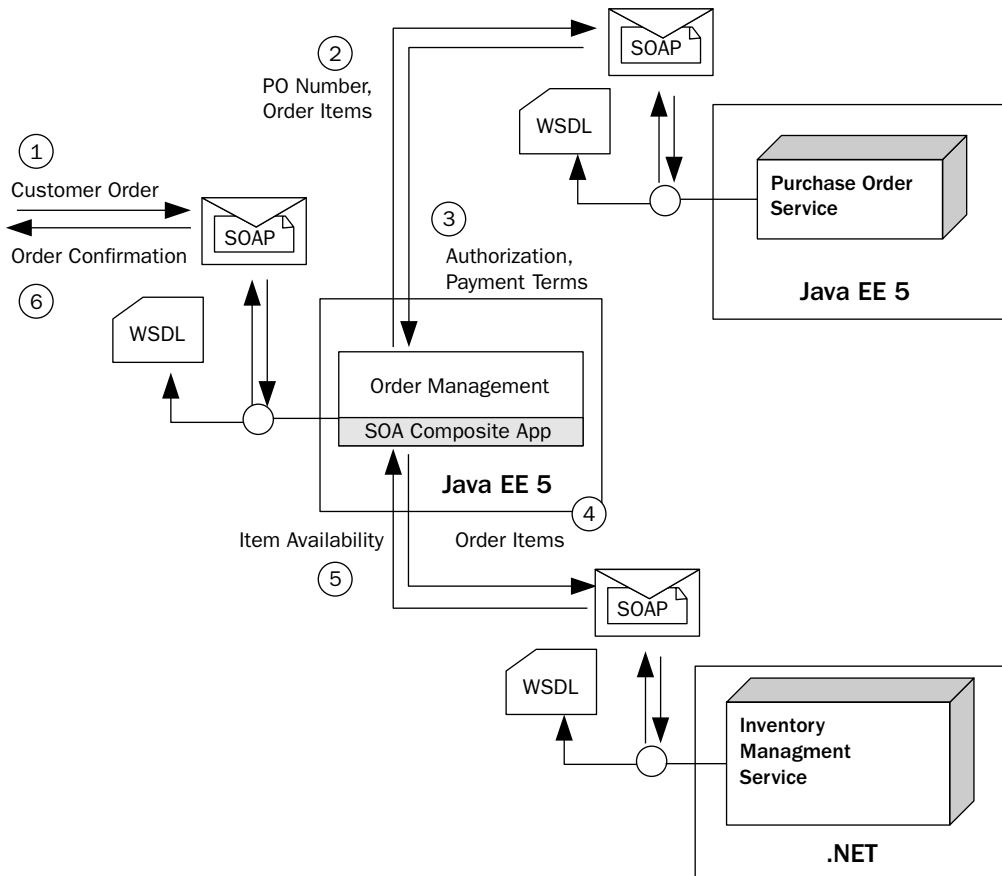 2
PO Number,
Order Items
SOAP
WSDL
Purchase Order
Service
Java EE 5
1
Customer Order
SOAP
Order Confirmation
6
WSDL
3
Authorization,
Payment Terms
Order Management
SOA Composite App
Java EE 5
4
Item Availability
Order Items
5
SOAP
WSDL
Inventory
Managment
Service
.NET